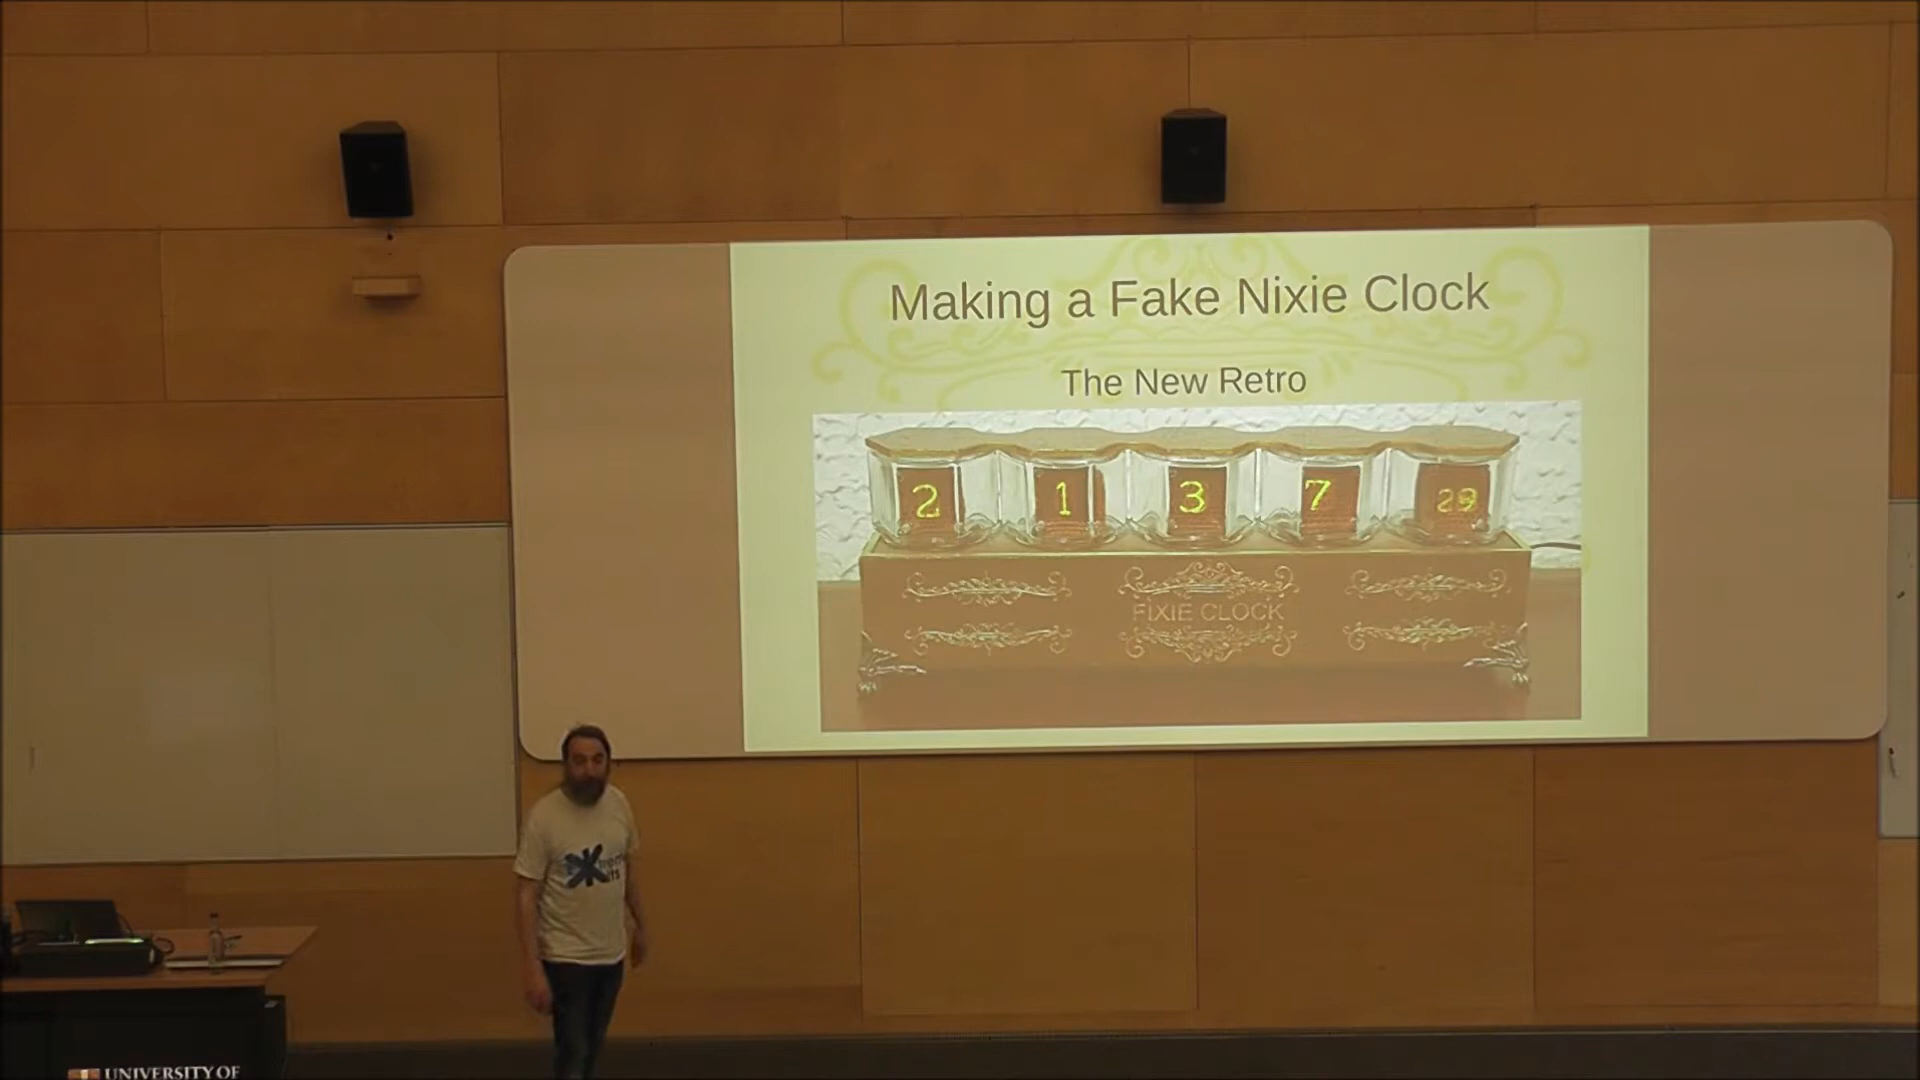 Making a Fake Nixie Clock
The New Retro
2 1 3 7 29
FIXIE CLOCK
UNIVERSITY OF